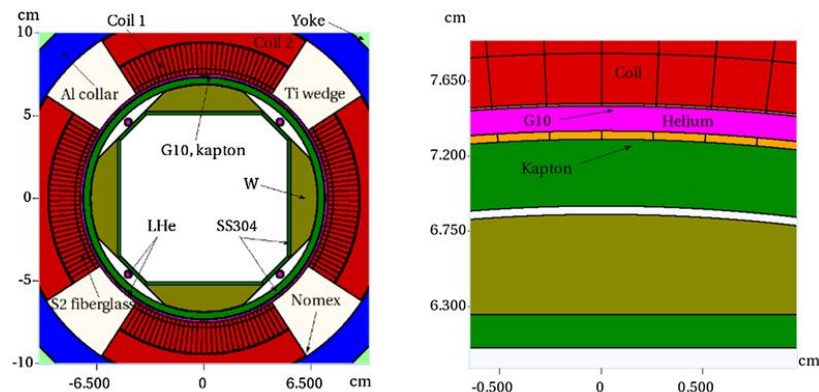 cm
Coil 1
Yoke
10
Coil 2
Al collar
Ti wedge
5
G10, kapton
W
0
LHe
SS304
-5
S2 fiberglass
Nomex
-10
-6.500
0
6.500
cm
cm
7.650
Coil
G10
Helium
7.200
Kapton
6.750
6.300
cm
-0.500
0
0.500